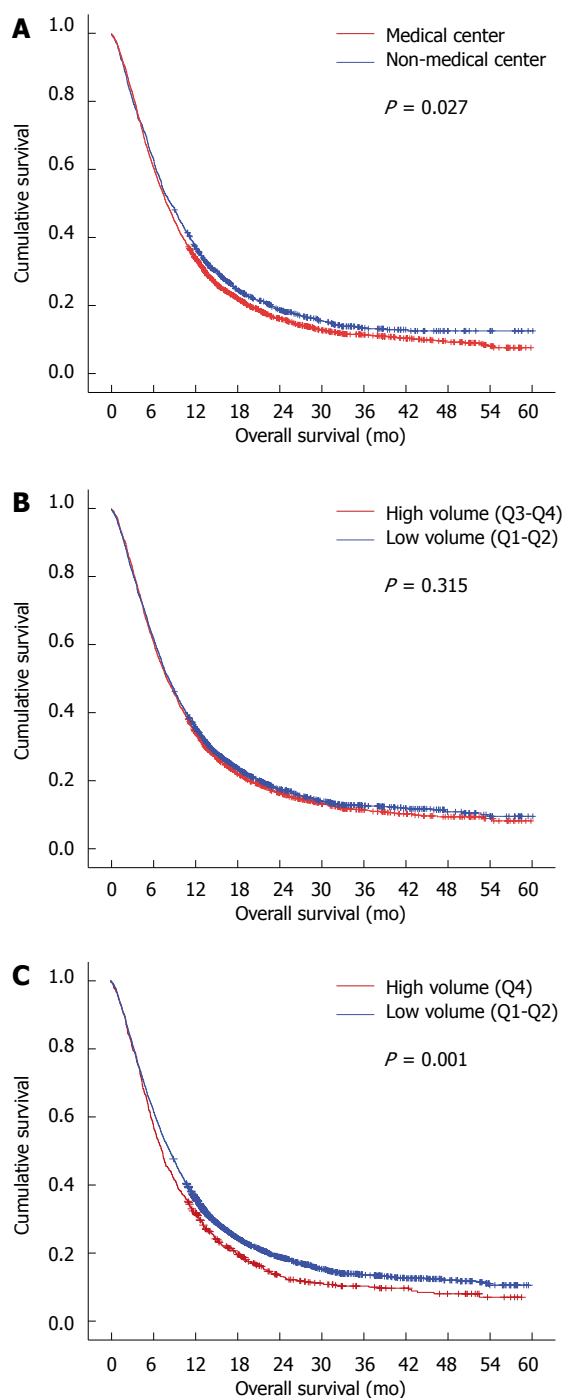 A
1.0
0.8
0.6
0.4
0.2
0.0
Cumulative survival
Medical center
Non-medical center
P = 0.027
0 6 12 18 24 30 36 42 48 54 60
Overall survival (mo)
B
1.0
0.8
0.6
0.4
0.2
0.0
Cumulative survival
High volume (Q3-Q4)
Low volume (Q1-Q2)
P = 0.315
0 6 12 18 24 30 36 42 48 54 60
Overall survival (mo)
C
1.0
0.8
0.6
0.4
0.2
0.0
Cumulative survival
High volume (Q4)
Low volume (Q1-Q2)
P = 0.001
0 6 12 18 24 30 36 42 48 54 60
Overall survival (mo)